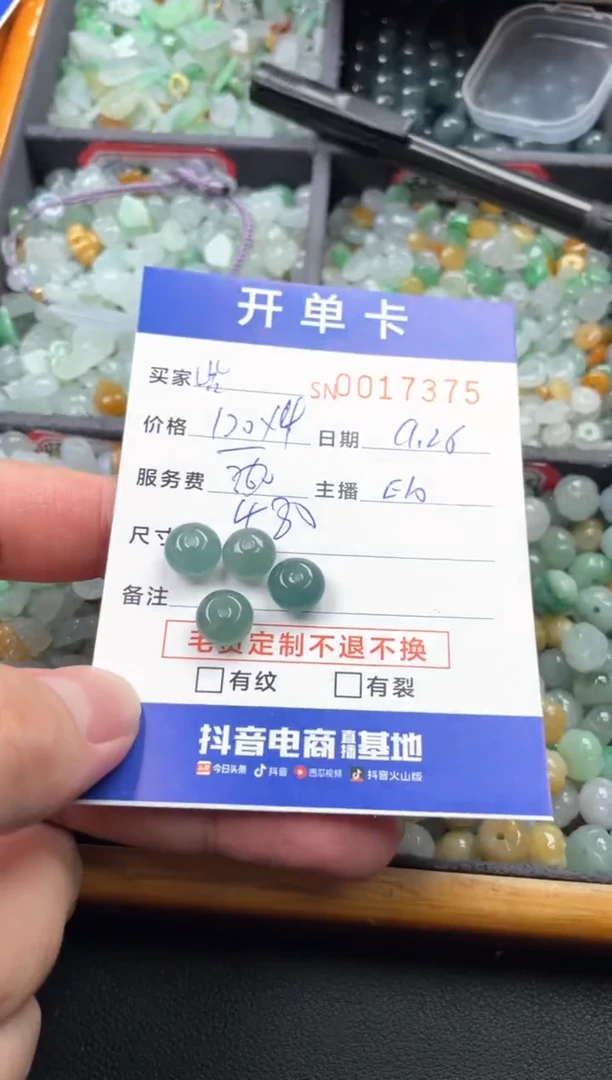 开单卡
买家 SN0017375
价格 120×4 日期 9.26
服务费 主播
480
尺寸
备注
毛货定制不退不换
□有纹 □有裂
抖音电商直播基地
头条 今日头条 抖音 西瓜视频 抖音火山版